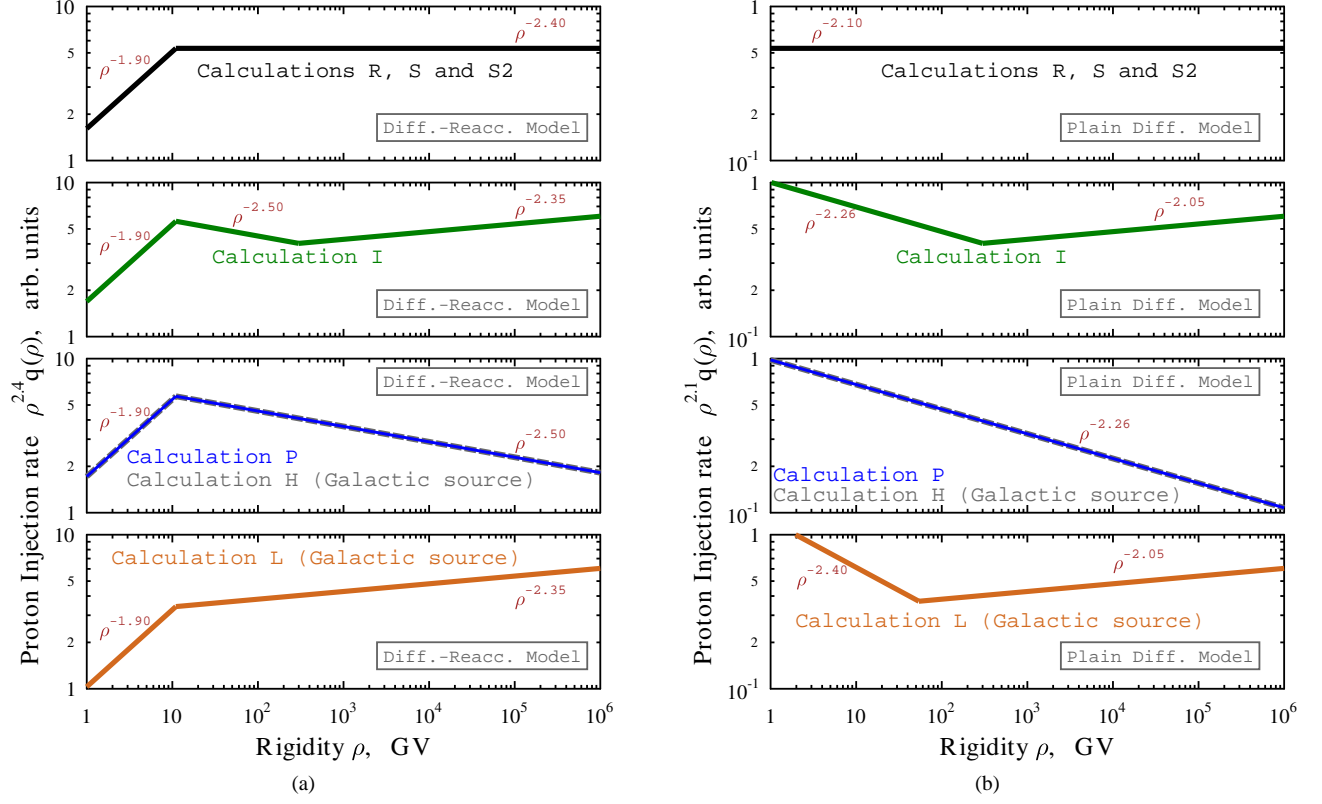 10
5
2
1
ρ^-1.90
ρ^-2.40
Calculations R, S and S2
Diff.-Reacc. Model
10
5
2
1
ρ^-1.90
ρ^-2.50
ρ^-2.35
Calculation I
Diff.-Reacc. Model
10
5
2
1
Diff.-Reacc. Model
ρ^-1.90
ρ^-2.50
Calculation P
Calculation H (Galactic source)
10
5
2
1
Calculation L (Galactic source)
ρ^-1.90
ρ^-2.35
Diff.-Reacc. Model
1 10 10^2 10^3 10^4 10^5 10^6
Rigidity ρ, GV
Proton Injection rate ρ^2.4 q(ρ), arb. units
(a)
1
5
2
10^-1
ρ^-2.10
Calculations R, S and S2
Plain Diff. Model
1
5
2
10^-1
ρ^-2.26
ρ^-2.05
Calculation I
Plain Diff. Model
1
5
2
10^-1
Plain Diff. Model
ρ^-2.26
Calculation P
Calculation H (Galactic source)
1
5
2
10^-1
ρ^-2.40
ρ^-2.05
Calculation L (Galactic source)
Plain Diff. Model
1 10 10^2 10^3 10^4 10^5 10^6
Rigidity ρ, GV
Proton Injection rate ρ^2.1 q(ρ), arb. units
(b)